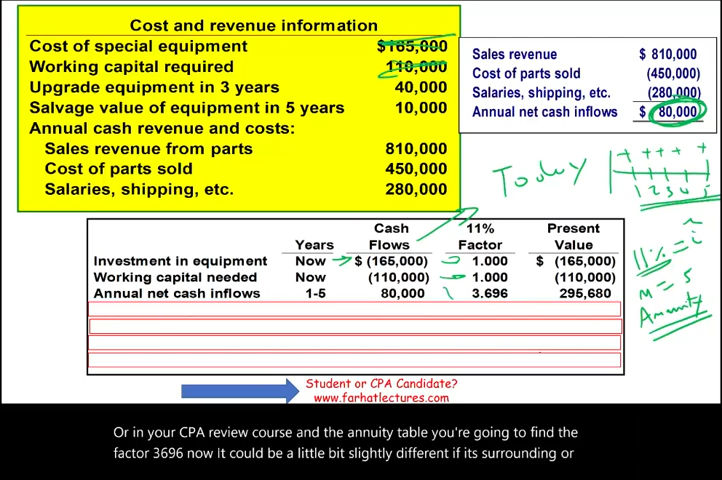 Cost and revenue information
Cost of special equipment $165,000
Working capital required 110,000
Upgrade equipment in 3 years 40,000
Salvage value of equipment in 5 years 10,000
Annual cash revenue and costs:
Sales revenue from parts 810,000
Cost of parts sold 450,000
Salaries, shipping, etc. 280,000
Sales revenue $ 810,000
Cost of parts sold (450,000)
Salaries, shipping, etc. (280,000)
Annual net cash inflows $ 80,000
Today
+ + + + +
1 2 3 4 5
11% = i
n = 5
Annuity
Cash 11% Present
Years Flows Factor Value
Investment in equipment Now $ (165,000) 1.000 $ (165,000)
Working capital needed Now (110,000) 1.000 (110,000)
Annual net cash inflows 1-5 80,000 3.696 295,680
Student or CPA Candidate?
www.farhatlectures.com
Or in your CPA review course and the annuity table you're going to find the
factor 3696 now It could be a little bit slightly different if its surrounding or